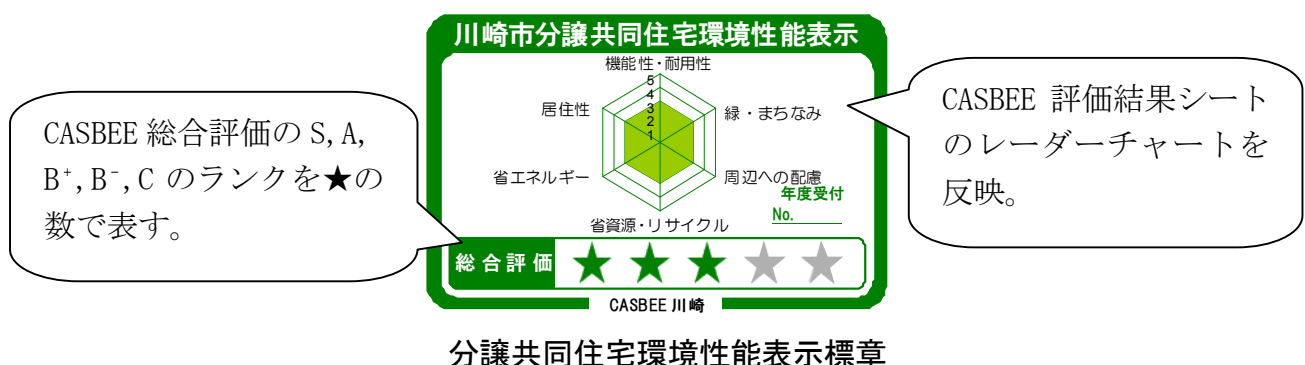 川崎市分譲共同住宅環境性能表示
機能性・耐用性
5
4
3
2
1
居住性
緑・まちなみ
省エネルギー
周辺への配慮
年度受付
No.
省資源・リサイクル
総合評価 ★ ★ ★ ★ ★
CASBEE 川崎
CASBEE 総合評価の S, A,
B⁺, B⁻, C のランクを★の
数で表す。
CASBEE 評価結果シート
のレーダーチャートを
反映。
分譲共同住宅環境性能表示標章